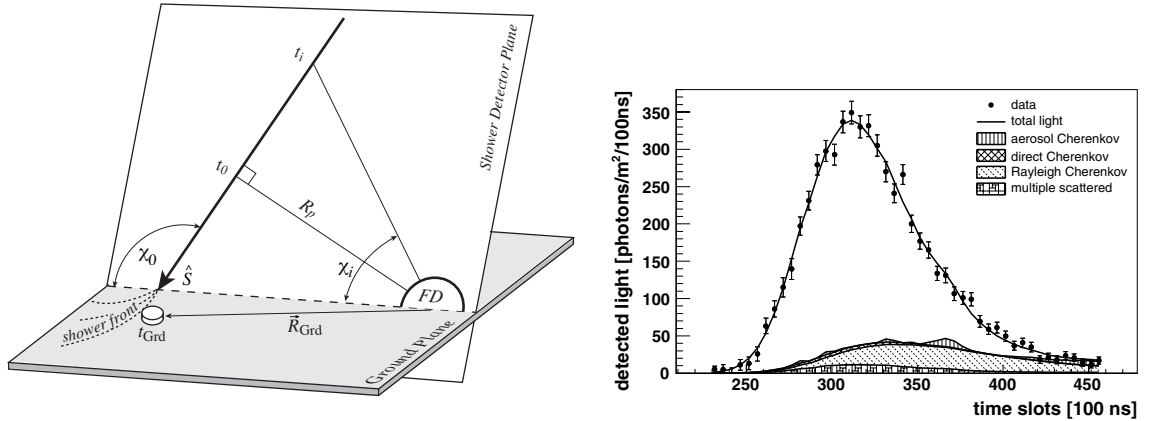 Shower Detector Plane
t_i
t_0
R_p
χ_0
χ_i
Ŝ
FD
shower front
t_Grd
R⃗_Grd
Ground Plane
detected light [photons/m²/100ns]
350
300
250
200
150
100
50
0
data
total light
aerosol Cherenkov
direct Cherenkov
Rayleigh Cherenkov
multiple scattered
250 300 350 400 450
time slots [100 ns]